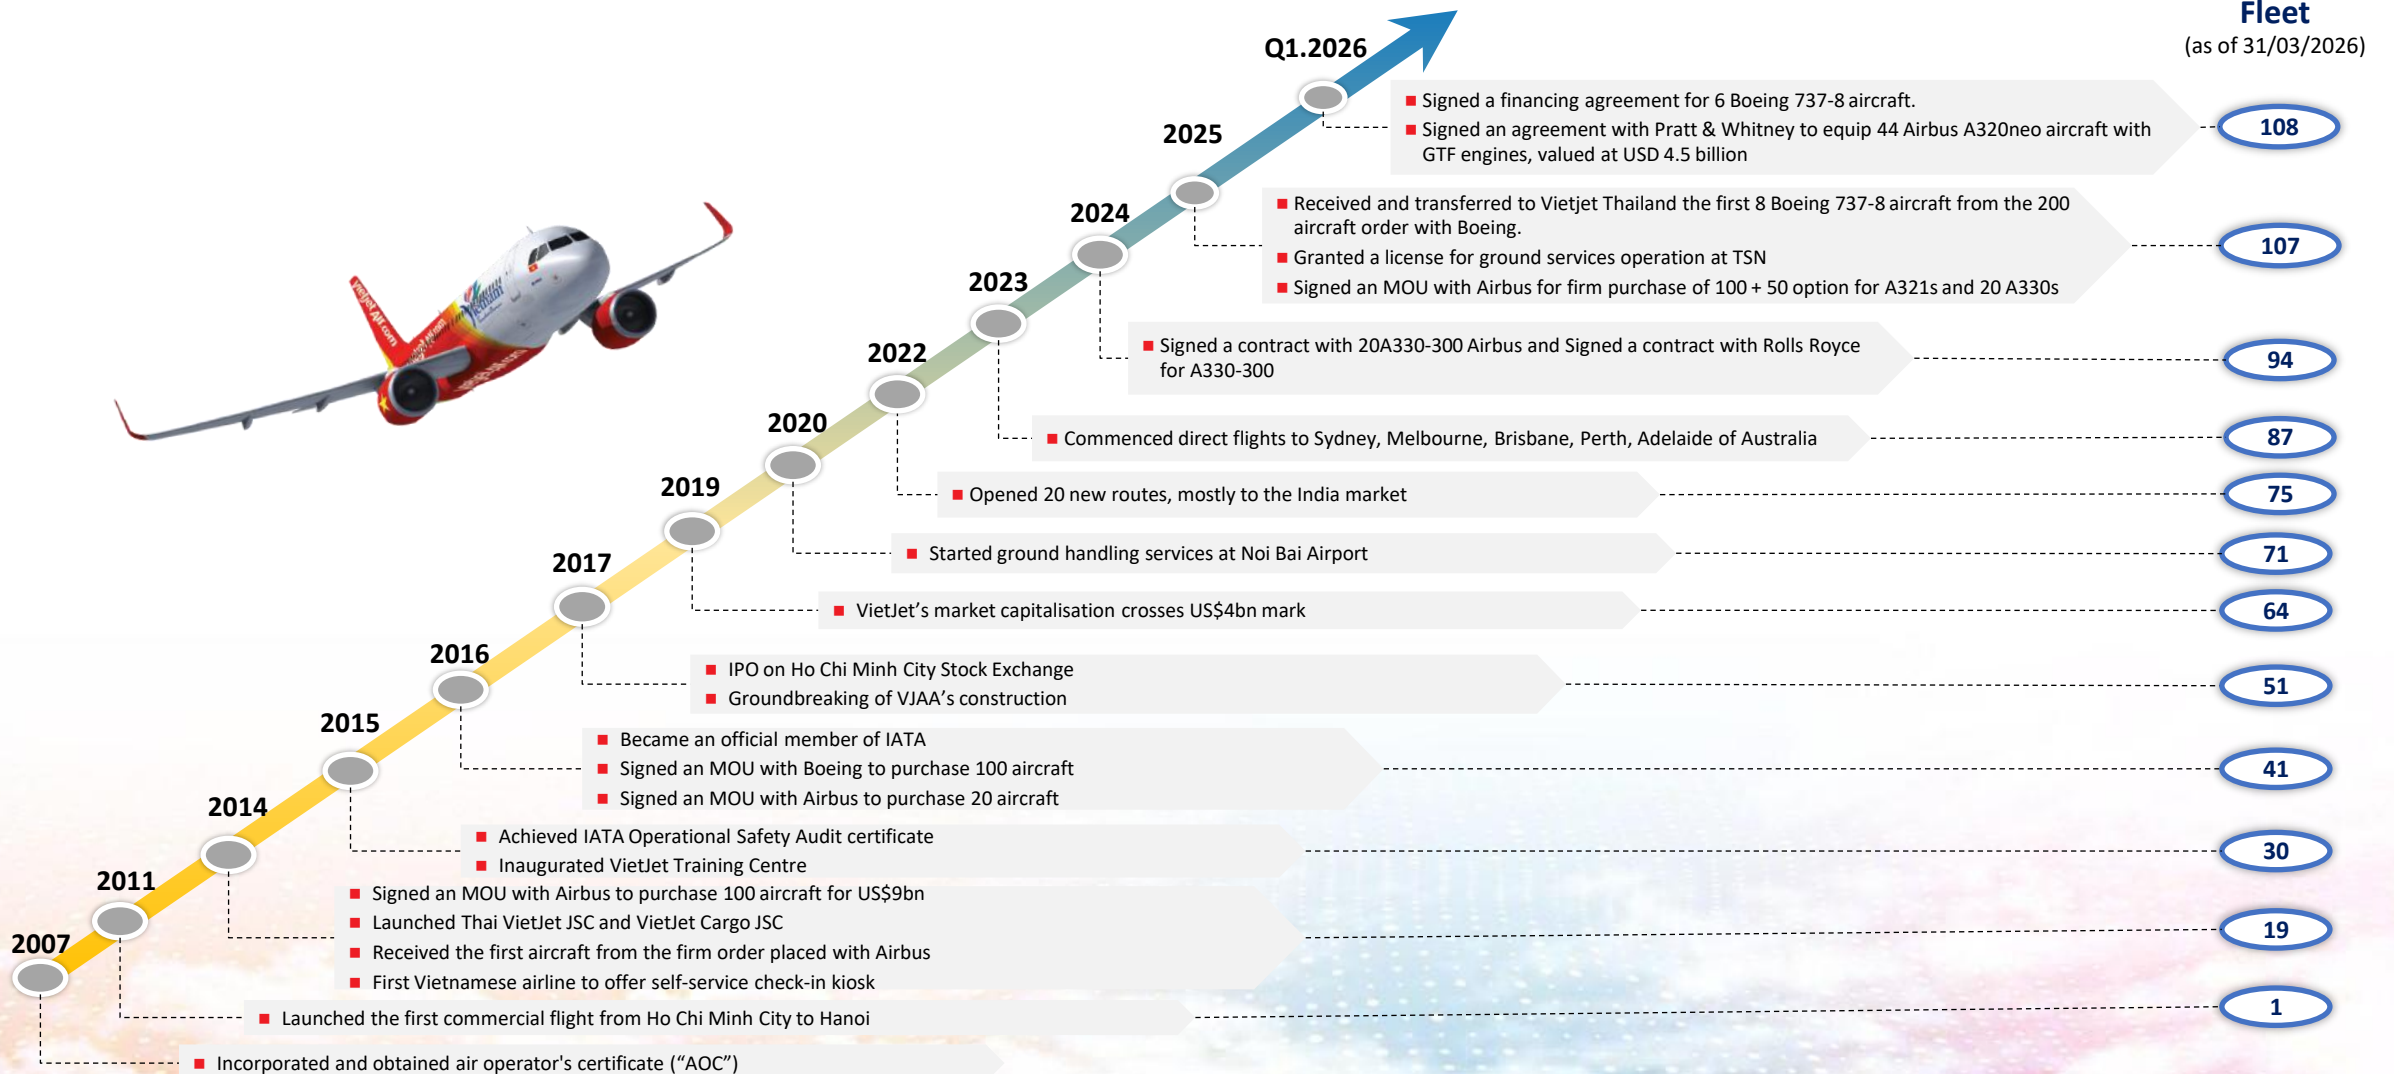 Fleet
(as of 31/03/2026)
Q1.2026
■ Signed a financing agreement for 6 Boeing 737-8 aircraft.
■ Signed an agreement with Pratt & Whitney to equip 44 Airbus A320neo aircraft with
GTF engines, valued at USD 4.5 billion
108
2025
■ Received and transferred to Vietjet Thailand the first 8 Boeing 737-8 aircraft from the 200
aircraft order with Boeing.
■ Granted a license for ground services operation at TSN
■ Signed an MOU with Airbus for firm purchase of 100 + 50 option for A321s and 20 A330s
107
2024
■ Signed a contract with 20A330-300 Airbus and Signed a contract with Rolls Royce
for A330-300
94
2023
■ Commenced direct flights to Sydney, Melbourne, Brisbane, Perth, Adelaide of Australia
87
2022
■ Opened 20 new routes, mostly to the India market
75
2020
■ Started ground handling services at Noi Bai Airport
71
2019
■ VietJet’s market capitalisation crosses US$4bn mark
64
2017
■ IPO on Ho Chi Minh City Stock Exchange
■ Groundbreaking of VJAA’s construction
51
2016
■ Became an official member of IATA
■ Signed an MOU with Boeing to purchase 100 aircraft
■ Signed an MOU with Airbus to purchase 20 aircraft
41
2015
■ Achieved IATA Operational Safety Audit certificate
■ Inaugurated VietJet Training Centre
30
2014
■ Signed an MOU with Airbus to purchase 100 aircraft for US$9bn
■ Launched Thai VietJet JSC and VietJet Cargo JSC
■ Received the first aircraft from the firm order placed with Airbus
■ First Vietnamese airline to offer self-service check-in kiosk
19
2011
■ Launched the first commercial flight from Ho Chi Minh City to Hanoi
1
2007
■ Incorporated and obtained air operator's certificate (“AOC”)
vietjet Air.com
Vietnam